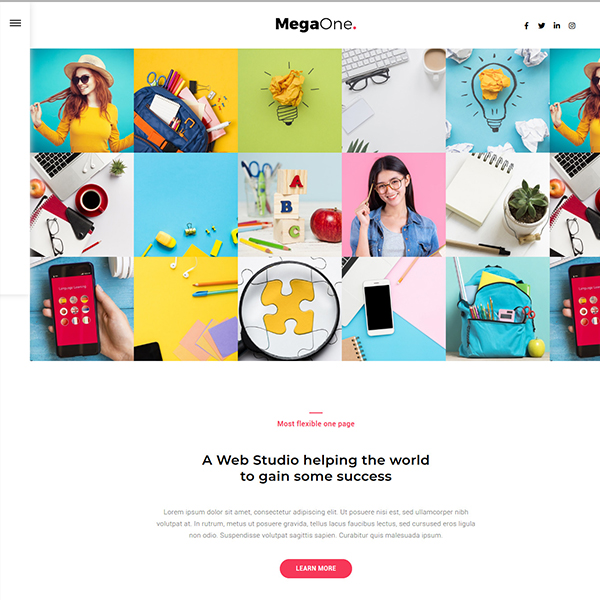 MegaOne.
A
B
C
Most flexible one page
A Web Studio helping the world
to gain some success
Lorem ipsum dolor sit amet, consectetur adipiscing elit. Ut posuere nisi est, sed ullamcorper nibh
volutpat at. In rutrum, metus ut posuere gravida, tellus lacus faucibus lectus, sed cursused eros ligula
non odio. Suspendisse volutpat sagittis sapien. Curabitur quis malesuada ipsum.
LEARN MORE